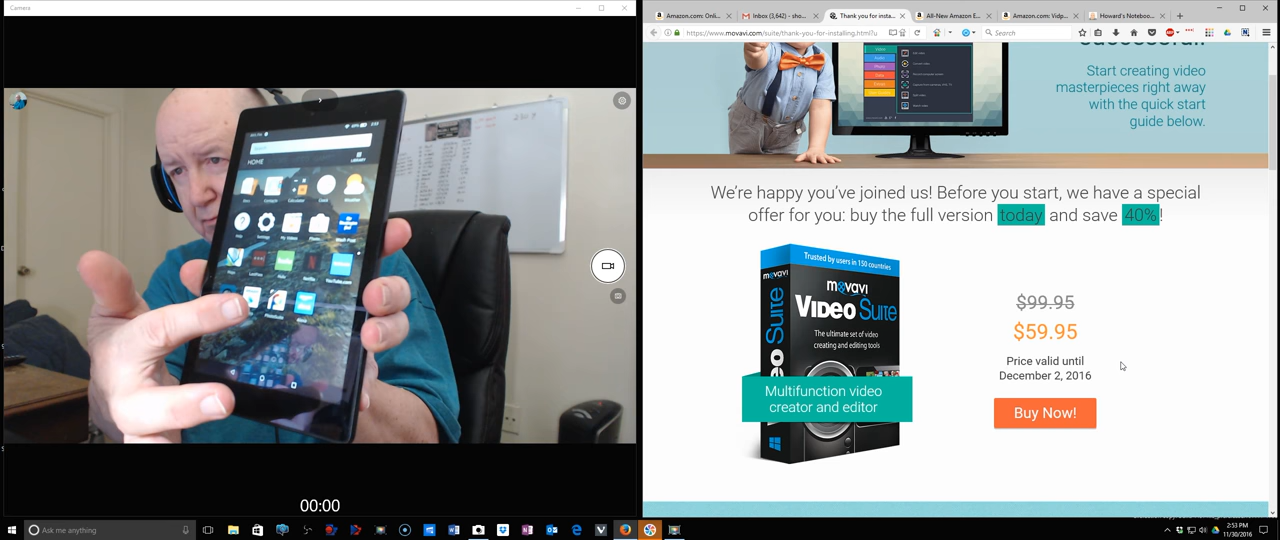 Camera
HOME
LIBRARY
00:00
Amazon.com: Onli...
Inbox (3,642) - sho...
Thank you for insta...
All-New Amazon E...
Amazon.com: Vidp...
Howard's Noteboo...
https://www.movavi.com/suite/thank-you-for-installing.html?u
Search
Start creating video
masterpieces right away
with the quick start
guide below.
We're happy you've joined us! Before you start, we have a special
offer for you: buy the full version today and save 40%!
Trusted by users in 150 countries
movavi
movavi
Video Suite
The ultimate set of video
creating and editing tools
Multifunction video
creator and editor
$99.95
$59.95
Price valid until
December 2, 2016
Buy Now!
Ask me anything
2:53 PM
11/30/2016